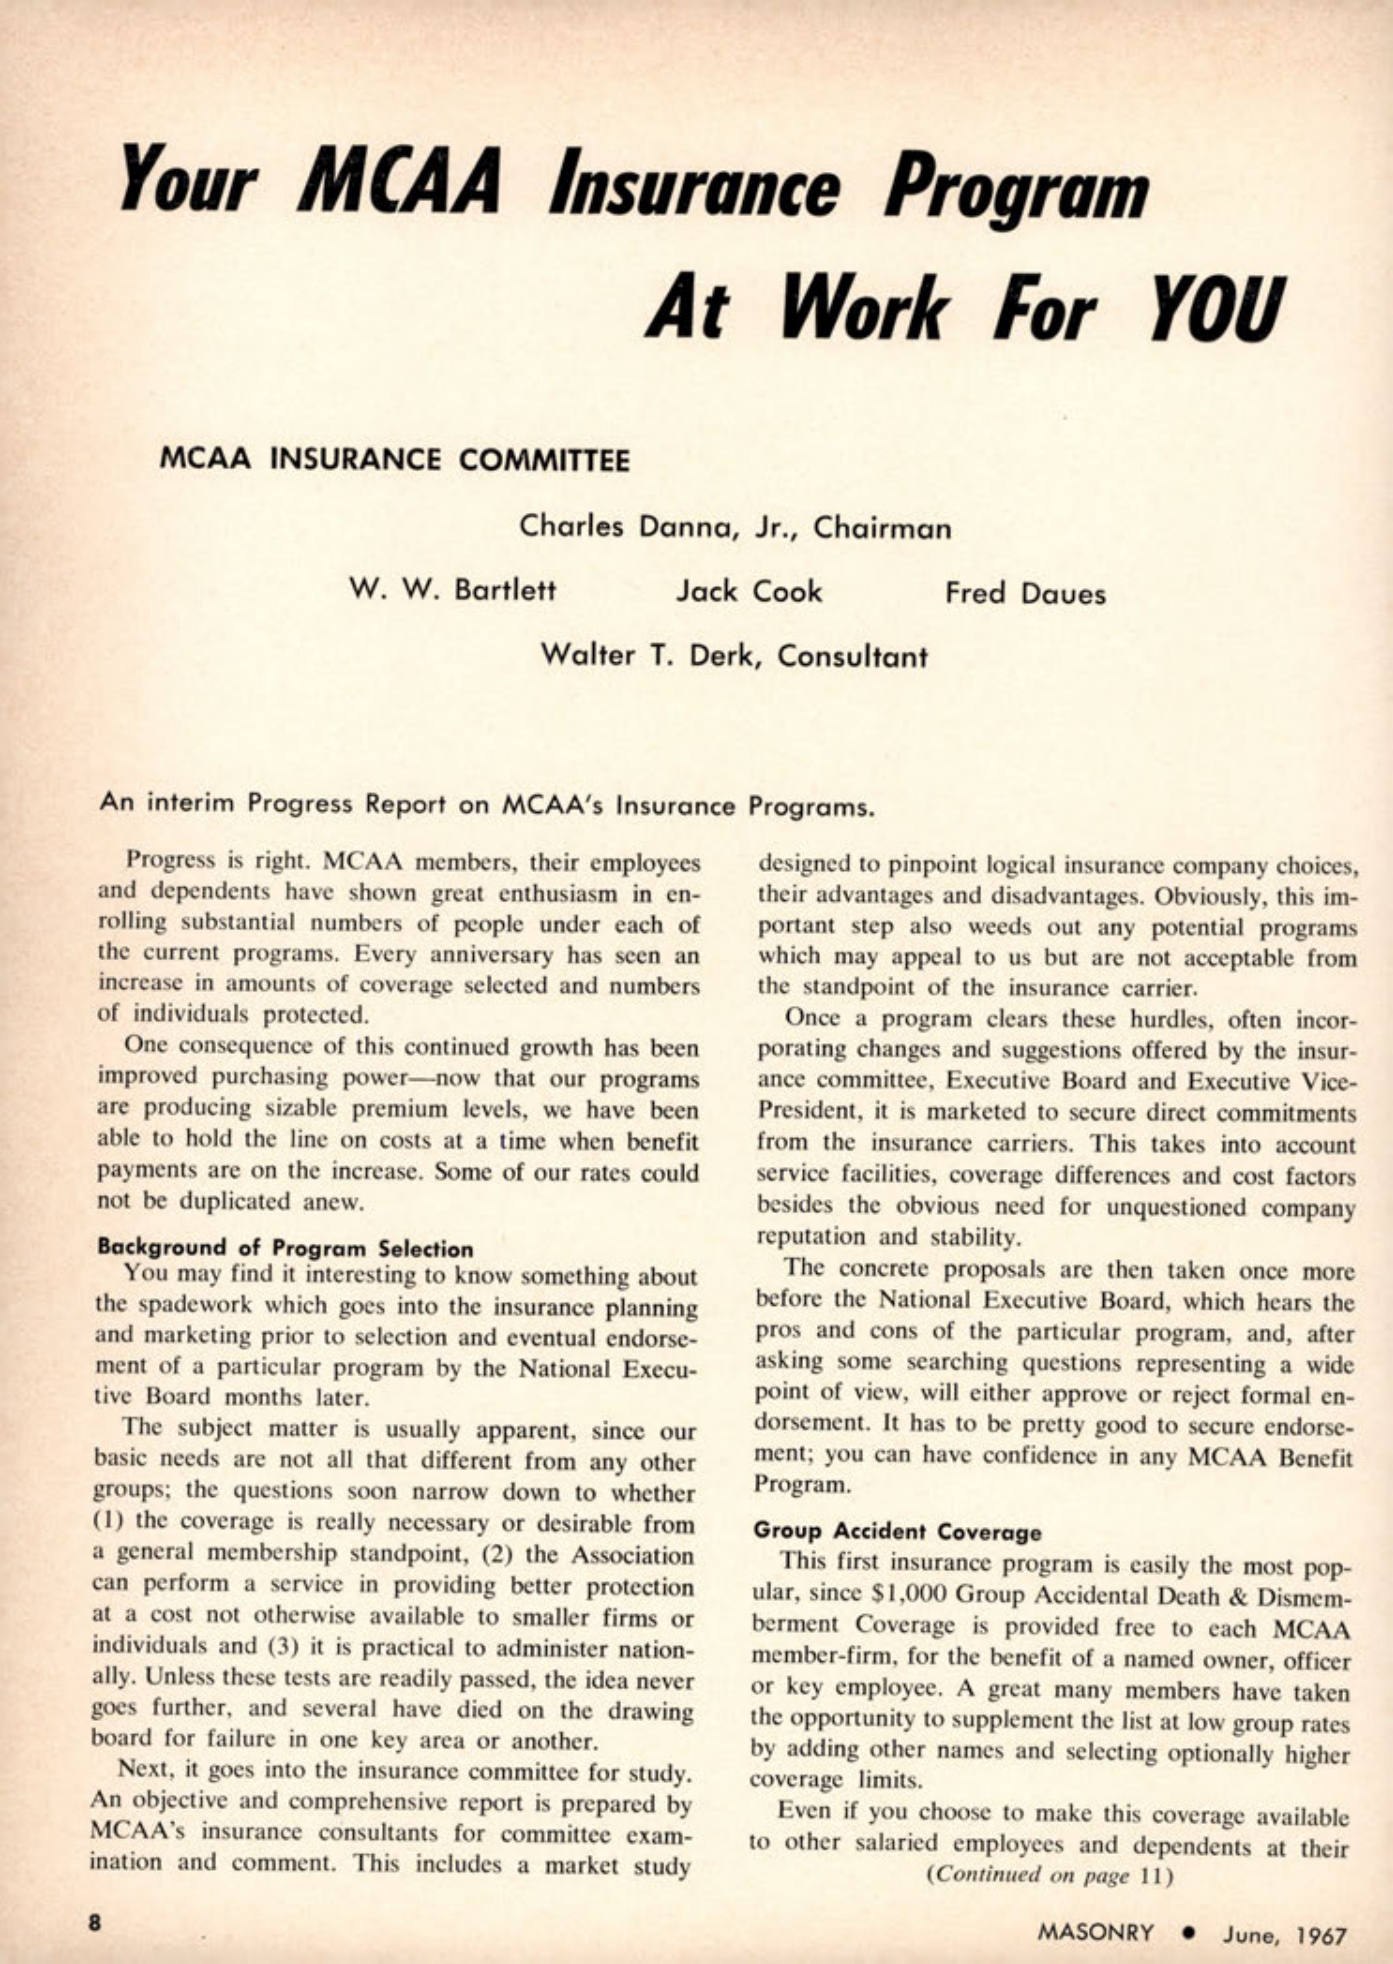 Your MCAA Insurance Program
At Work For YOU
MCAA INSURANCE COMMITTEE
Charles Danna, Jr., Chairman
W. W. Bartlett Jack Cook Fred Daues
Walter T. Derk, Consultant
An interim Progress Report on MCAA's Insurance Programs.
Progress is right. MCAA members, their employees
and dependents have shown great enthusiasm in en-
rolling substantial numbers of people under each of
the current programs. Every anniversary has seen an
increase in amounts of coverage selected and numbers
of individuals protected.
One consequence of this continued growth has been
improved purchasing power—now that our programs
are producing sizable premium levels, we have been
able to hold the line on costs at a time when benefit
payments are on the increase. Some of our rates could
not be duplicated anew.
Background of Program Selection
You may find it interesting to know something about
the spadework which goes into the insurance planning
and marketing prior to selection and eventual endorse-
ment of a particular program by the National Execu-
tive Board months later.
The subject matter is usually apparent, since our
basic needs are not all that different from any other
groups; the questions soon narrow down to whether
(1) the coverage is really necessary or desirable from
a general membership standpoint, (2) the Association
can perform a service in providing better protection
at a cost not otherwise available to smaller firms or
individuals and (3) it is practical to administer nation-
ally. Unless these tests are readily passed, the idea never
goes further, and several have died on the drawing
board for failure in one key area or another.
Next, it goes into the insurance committee for study.
An objective and comprehensive report is prepared by
MCAA's insurance consultants for committee exam-
ination and comment. This includes a market study
designed to pinpoint logical insurance company choices,
their advantages and disadvantages. Obviously, this im-
portant step also weeds out any potential programs
which may appeal to us but are not acceptable from
the standpoint of the insurance carrier.
Once a program clears these hurdles, often incor-
porating changes and suggestions offered by the insur-
ance committee, Executive Board and Executive Vice-
President, it is marketed to secure direct commitments
from the insurance carriers. This takes into account
service facilities, coverage differences and cost factors
besides the obvious need for unquestioned company
reputation and stability.
The concrete proposals are then taken once more
before the National Executive Board, which hears the
pros and cons of the particular program, and, after
asking some searching questions representing a wide
point of view, will either approve or reject formal en-
dorsement. It has to be pretty good to secure endorse-
ment; you can have confidence in any MCAA Benefit
Program.
Group Accident Coverage
This first insurance program is easily the most pop-
ular, since $1,000 Group Accidental Death & Dismem-
berment Coverage is provided free to each MCAA
member-firm, for the benefit of a named owner, officer
or key employee. A great many members have taken
the opportunity to supplement the list at low group rates
by adding other names and selecting optionally higher
coverage limits.
Even if you choose to make this coverage available
to other salaried employees and dependents at their
(Continued on page 11)
8
MASONRY • June, 1967